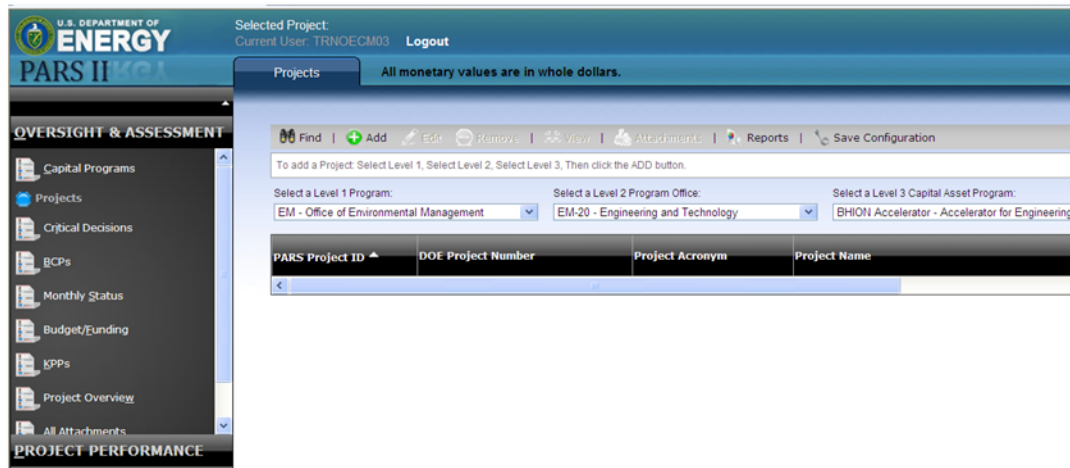 U.S. DEPARTMENT OF
ENERGY
PARS II
Selected Project:
Current User: TRNOECM03 Logout
Projects All monetary values are in whole dollars.
OVERSIGHT & ASSESSMENT
Capital Programs
Projects
Critical Decisions
BCPs
Monthly Status
Budget/Funding
KPPs
Project Overview
All Attachments
PROJECT PERFORMANCE
Find | Add Edit Remove | View | Attachments | Reports | Save Configuration
To add a Project: Select Level 1, Select Level 2, Select Level 3, Then click the ADD button.
Select a Level 1 Program: Select a Level 2 Program Office: Select a Level 3 Capital Asset Program:
EM - Office of Environmental Management EM-20 - Engineering and Technology BHION Accelerator - Accelerator for Engineering
PARS Project ID DOE Project Number Project Acronym Project Name